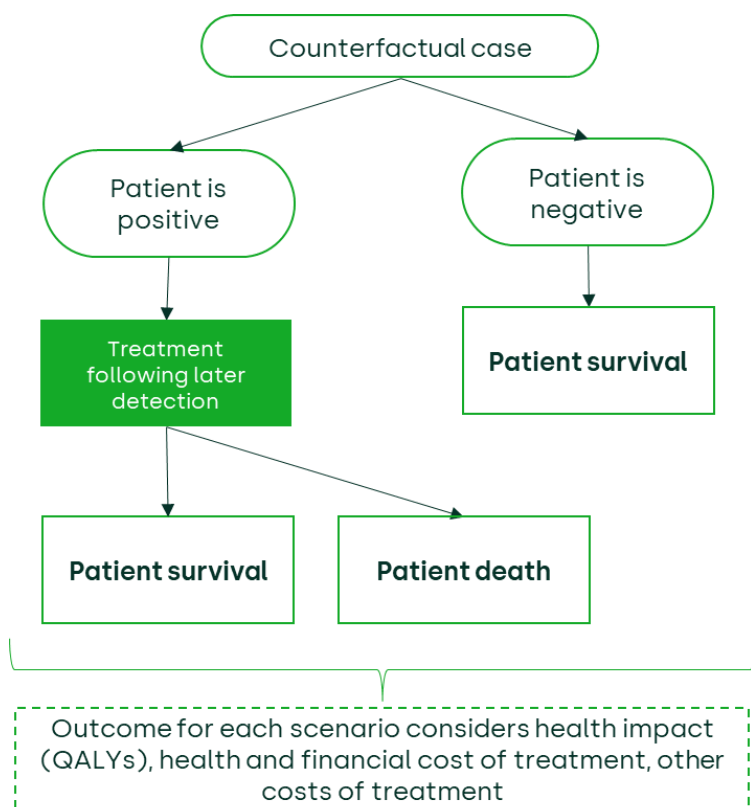 Counterfactual case
Patient is
positive
Patient is
negative
Treatment
following later
detection
Patient survival
Patient survival
Patient death
Outcome for each scenario considers health impact
(QALYs), health and financial cost of treatment, other
costs of treatment